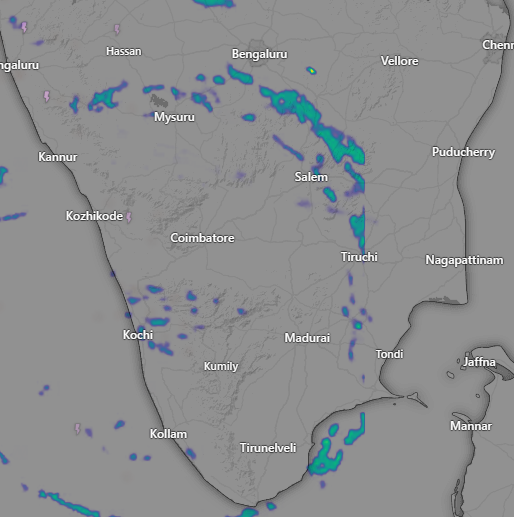 Hassan
Bengaluru
Vellore
Chenn
ngaluru
Mysuru
Kannur
Puducherry
Salem
Kozhikode
Coimbatore
Tiruchi
Nagapattinam
Kochi
Madurai
Tondi
Kumily
Jaffna
Kollam
Mannar
Tirunelveli